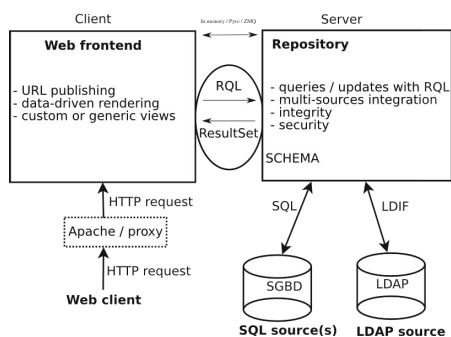 Client
In memory / Pyro / ZMQ
Server
Web frontend
- URL publishing
- data-driven rendering
- custom or generic views
RQL
ResultSet
Repository
- queries / updates with RQL
- multi-sources integration
- integrity
- security
SCHEMA
HTTP request
Apache / proxy
HTTP request
Web client
SQL
LDIF
SGBD
LDAP
SQL source(s)
LDAP source